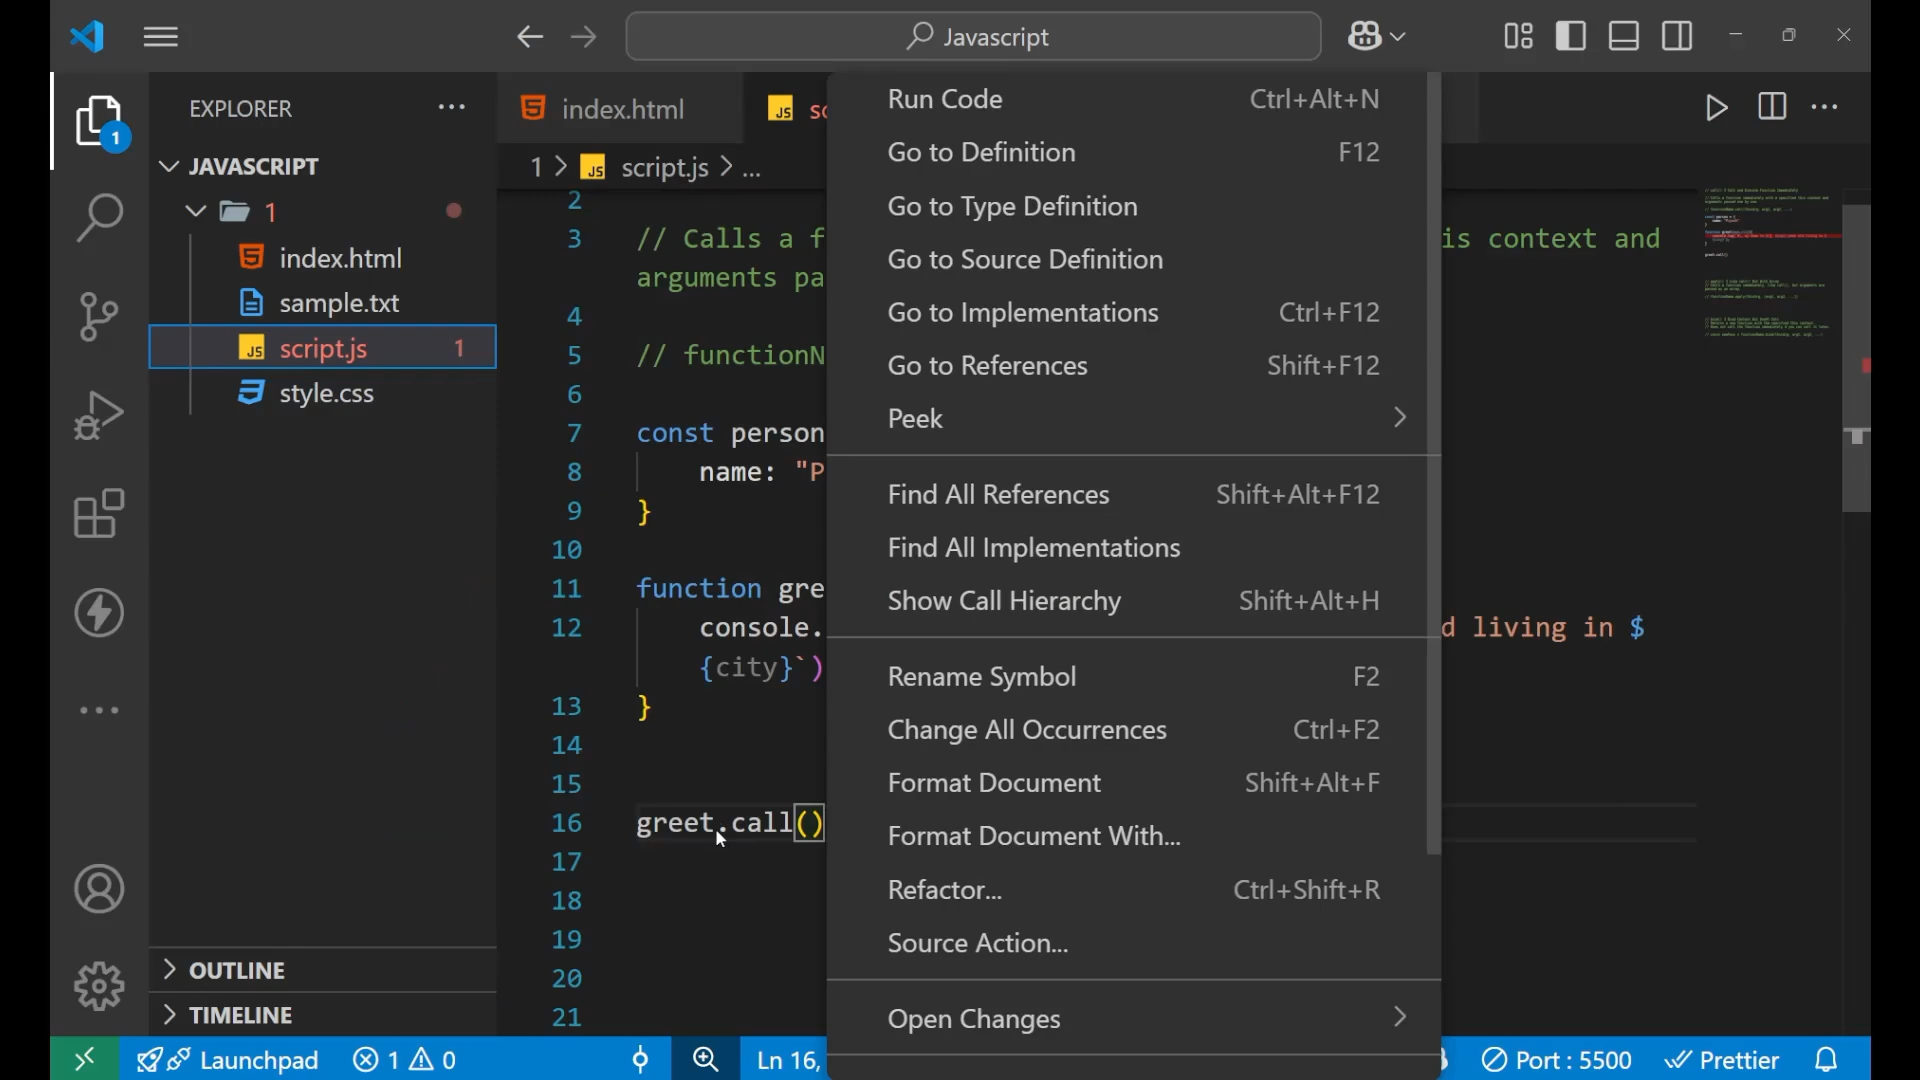 Javascript
EXPLORER
JAVASCRIPT
1
index.html
sample.txt
script.js 1
style.css
OUTLINE
TIMELINE
1
index.html
JS
1 > JS script.js > ...
2
3 // Calls a f is context and
arguments pa
4
5 // functionN
6
7 const person
8 name: "P
9 }
10
11 function gre
12 console. d living in $
{city}`)
13 }
14
15
16 greet.call()
17
18
19
20
21
Run Code Ctrl+Alt+N
Go to Definition F12
Go to Type Definition
Go to Source Definition
Go to Implementations Ctrl+F12
Go to References Shift+F12
Peek
Find All References Shift+Alt+F12
Find All Implementations
Show Call Hierarchy Shift+Alt+H
Rename Symbol F2
Change All Occurrences Ctrl+F2
Format Document Shift+Alt+F
Format Document With...
Refactor... Ctrl+Shift+R
Source Action...
Open Changes
Launchpad 1 0 Ln 16, Port : 5500 Prettier